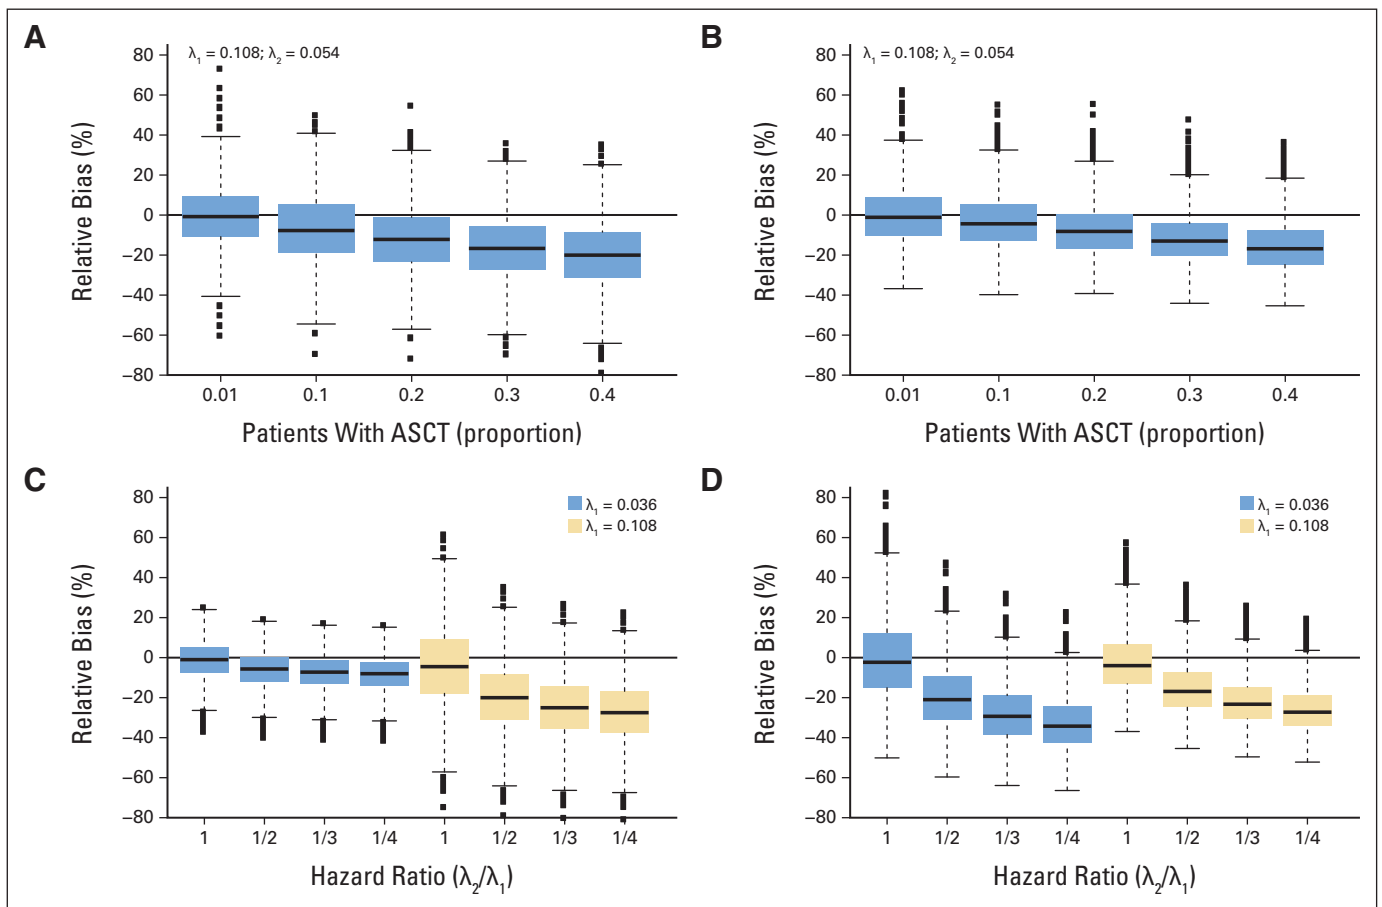 A
λ1 = 0.108; λ2 = 0.054
Relative Bias (%)
80
60
40
20
0
–20
–40
–60
–80
0.01 0.1 0.2 0.3 0.4
Patients With ASCT (proportion)
B
λ1 = 0.108; λ2 = 0.054
Relative Bias (%)
80
60
40
20
0
–20
–40
–60
–80
0.01 0.1 0.2 0.3 0.4
Patients With ASCT (proportion)
C
λ1 = 0.036
λ1 = 0.108
Relative Bias (%)
80
60
40
20
0
–20
–40
–60
–80
1 1/2 1/3 1/4 1 1/2 1/3 1/4
Hazard Ratio (λ2/λ1)
D
λ1 = 0.036
λ1 = 0.108
Relative Bias (%)
80
60
40
20
0
–20
–40
–60
–80
1 1/2 1/3 1/4 1 1/2 1/3 1/4
Hazard Ratio (λ2/λ1)